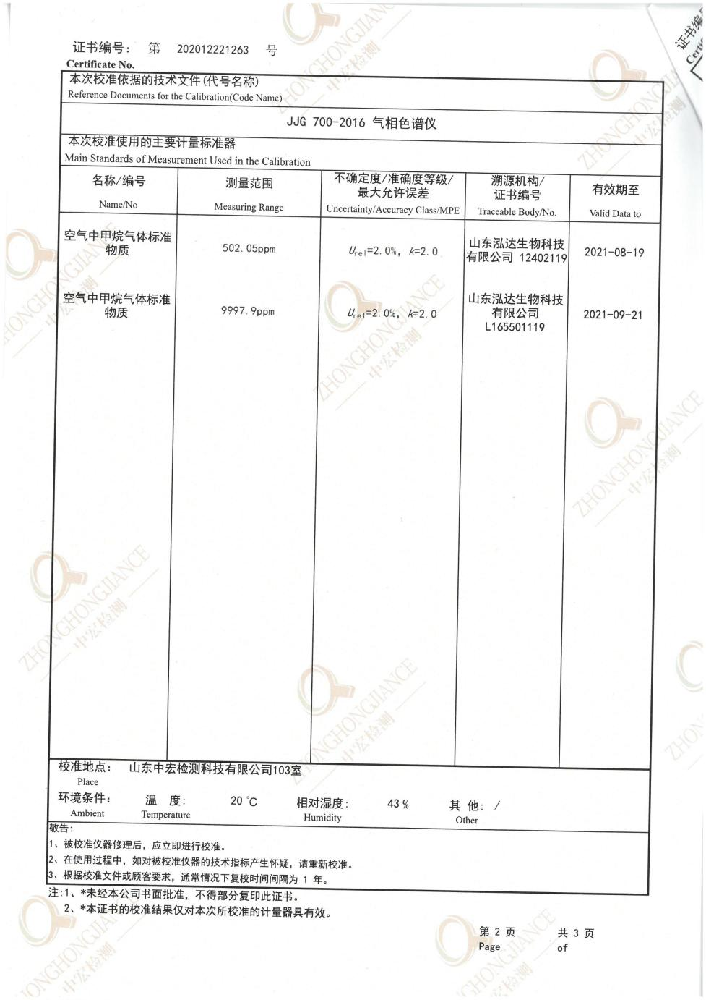 证书编号： 第 202012221263 号
Certificate No.
证书编
Certi
本次校准依据的技术文件(代号名称)
Reference Documents for the Calibration(Code Name)
JJG 700-2016 气相色谱仪
本次校准使用的主要计量标准器
Main Standards of Measurement Used in the Calibration
名称/编号
Name/No
测量范围
Measuring Range
不确定度/准确度等级/
最大允许误差
Uncertainty/Accuracy Class/MPE
溯源机构/
证书编号
Traceable Body/No.
有效期至
Valid Data to
空气中甲烷气体标准
物质
502.05ppm
Urel=2.0%, k=2.0
山东泓达生物科技
有限公司 12402119
2021-08-19
空气中甲烷气体标准
物质
9997.9ppm
Urel=2.0%, k=2.0
山东泓达生物科技
有限公司
L165501119
2021-09-21
校准地点： 山东中宏检测科技有限公司103室
Place
环境条件： 温 度： 20 ℃ 相对湿度： 43 % 其 他： /
Ambient Temperature Humidity Other
敬告:
1、被校准仪器修理后，应立即进行校准。
2、在使用过程中，如对被校准仪器的技术指标产生怀疑，请重新校准。
3、根据校准文件或顾客要求，通常情况下复校时间间隔为 1 年。
注:1、*未经本公司书面批准，不得部分复印此证书。
2、*本证书的校准结果仅对本次所校准的计量器具有效。
第 2 页 共 3 页
Page of
ZHONGHONGJIANCE
中宏检测